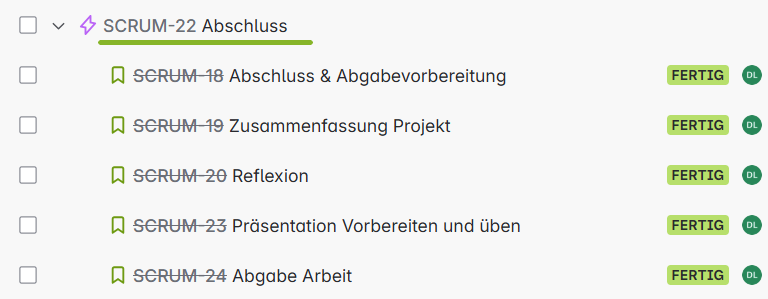 SCRUM-22 Abschluss
SCRUM-18 Abschluss & Abgabevorbereitung FERTIG DL
SCRUM-19 Zusammenfassung Projekt FERTIG DL
SCRUM-20 Reflexion FERTIG DL
SCRUM-23 Präsentation Vorbereiten und üben FERTIG DL
SCRUM-24 Abgabe Arbeit FERTIG DL